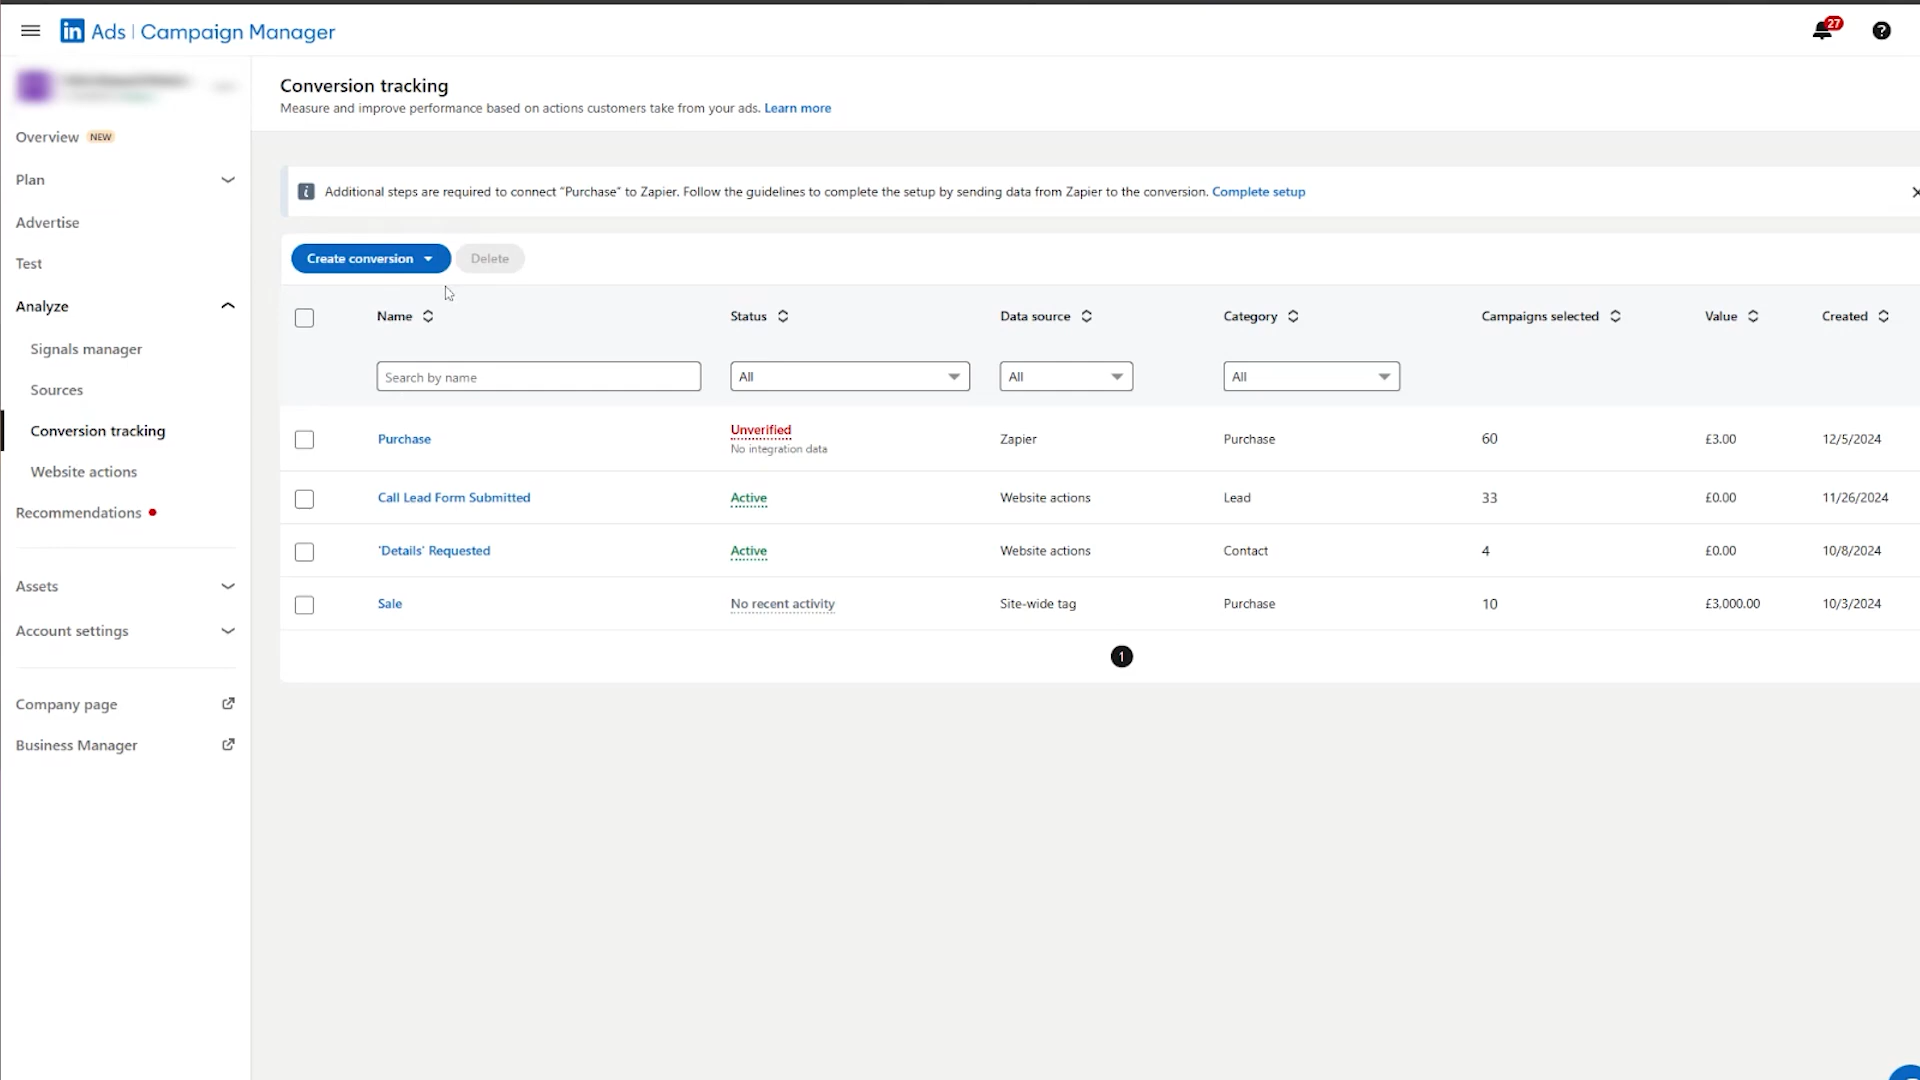 in Ads | Campaign Manager
27
?
Overview NEW
Plan
Advertise
Test
Analyze
Signals manager
Sources
Conversion tracking
Website actions
Recommendations
Assets
Account settings
Company page
Business Manager
Conversion tracking
Measure and improve performance based on actions customers take from your ads. Learn more
i Additional steps are required to connect “Purchase” to Zapier. Follow the guidelines to complete the setup by sending data from Zapier to the conversion. Complete setup
Create conversion Delete
Name Status Data source Category Campaigns selected Value Created
Search by name All All All
Purchase Unverified Zapier Purchase 60 £3.00 12/5/2024
No integration data
Call Lead Form Submitted Active Website actions Lead 33 £0.00 11/26/2024
'Details' Requested Active Website actions Contact 4 £0.00 10/8/2024
Sale No recent activity Site-wide tag Purchase 10 £3,000.00 10/3/2024
1